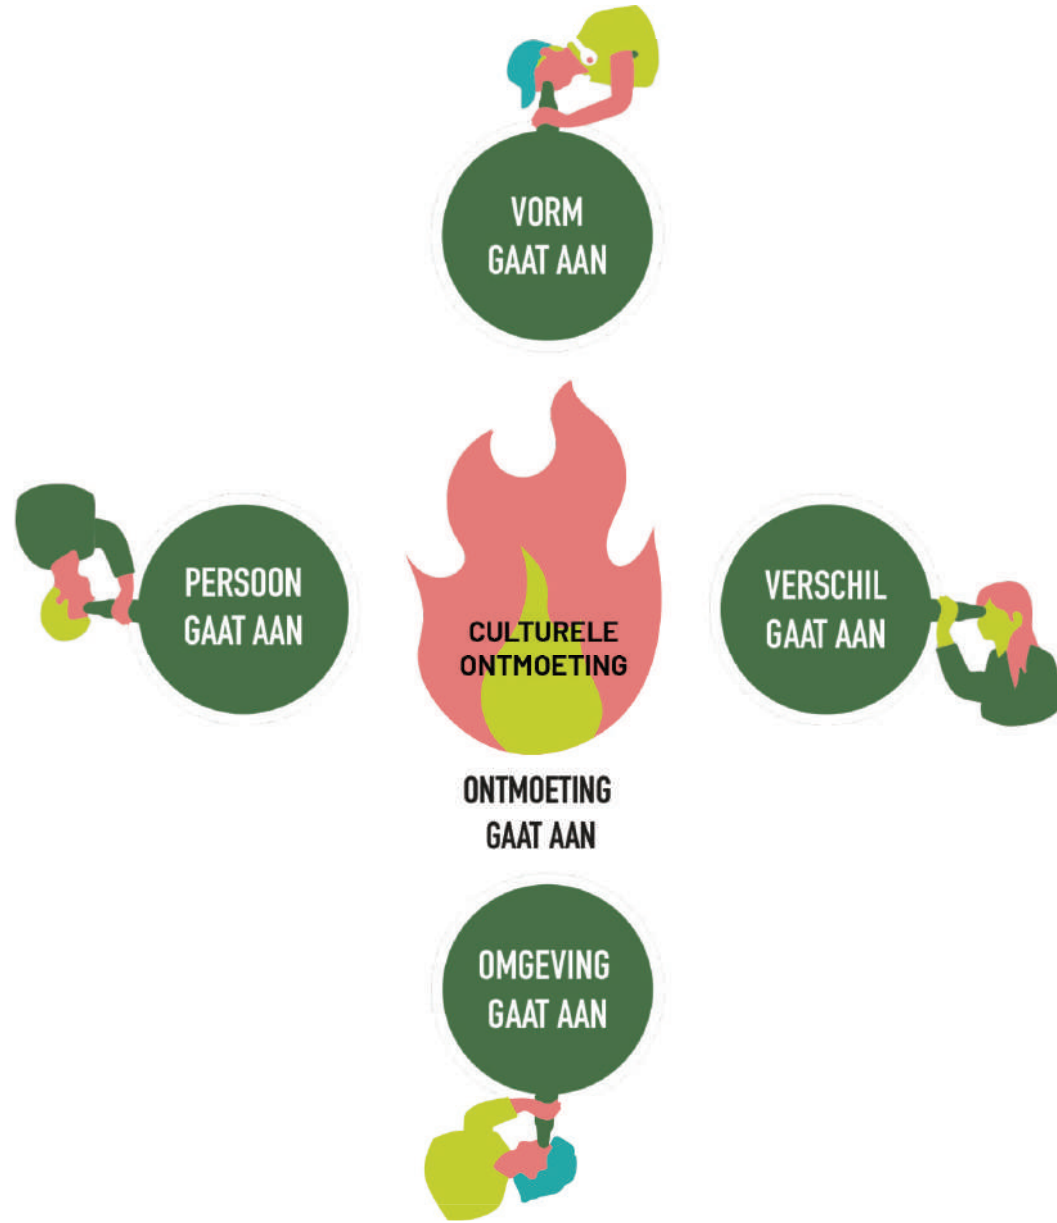 VORM
GAAT AAN
PERSOON
GAAT AAN
CULTURELE
ONTMOETING
VERSCHIL
GAAT AAN
ONTMOETING
GAAT AAN
OMGEVING
GAAT AAN